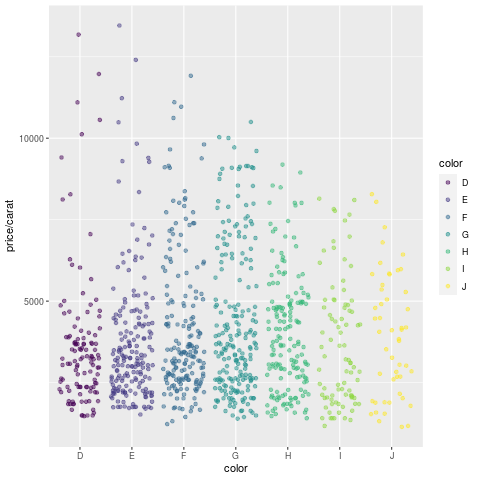 10000
5000
price/carat
D E F G H I J
color
color
D
E
F
G
H
I
J